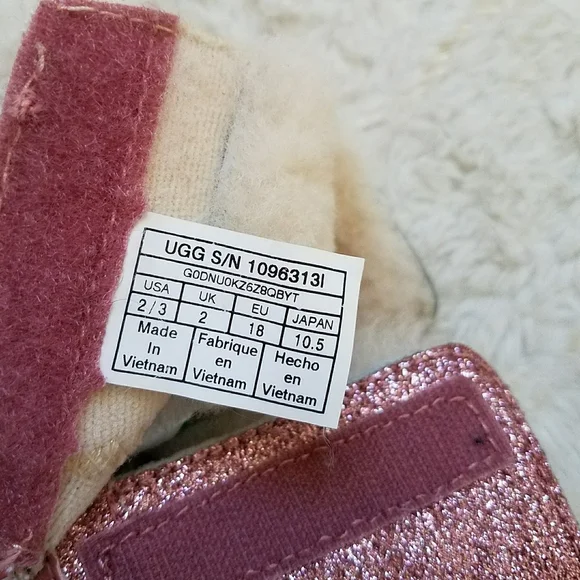 UGG S/N 1096313I
G0DNU0KZ6Z8QBYT
USA UK EU JAPAN
2/3 2 18 10.5
Made In Vietnam
Fabrique en Vietnam
Hecho en Vietnam